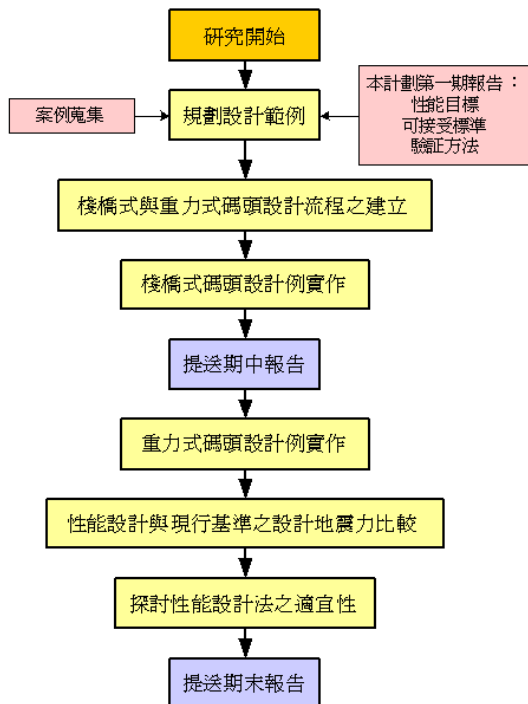 研究開始
案例蒐集
規劃設計範例
本計劃第一期報告：
性能目標
可接受標準
驗証方法
棧橋式與重力式碼頭設計流程之建立
棧橋式碼頭設計例實作
提送期中報告
重力式碼頭設計例實作
性能設計與現行基準之設計地震力比較
探討性能設計法之適宜性
提送期末報告